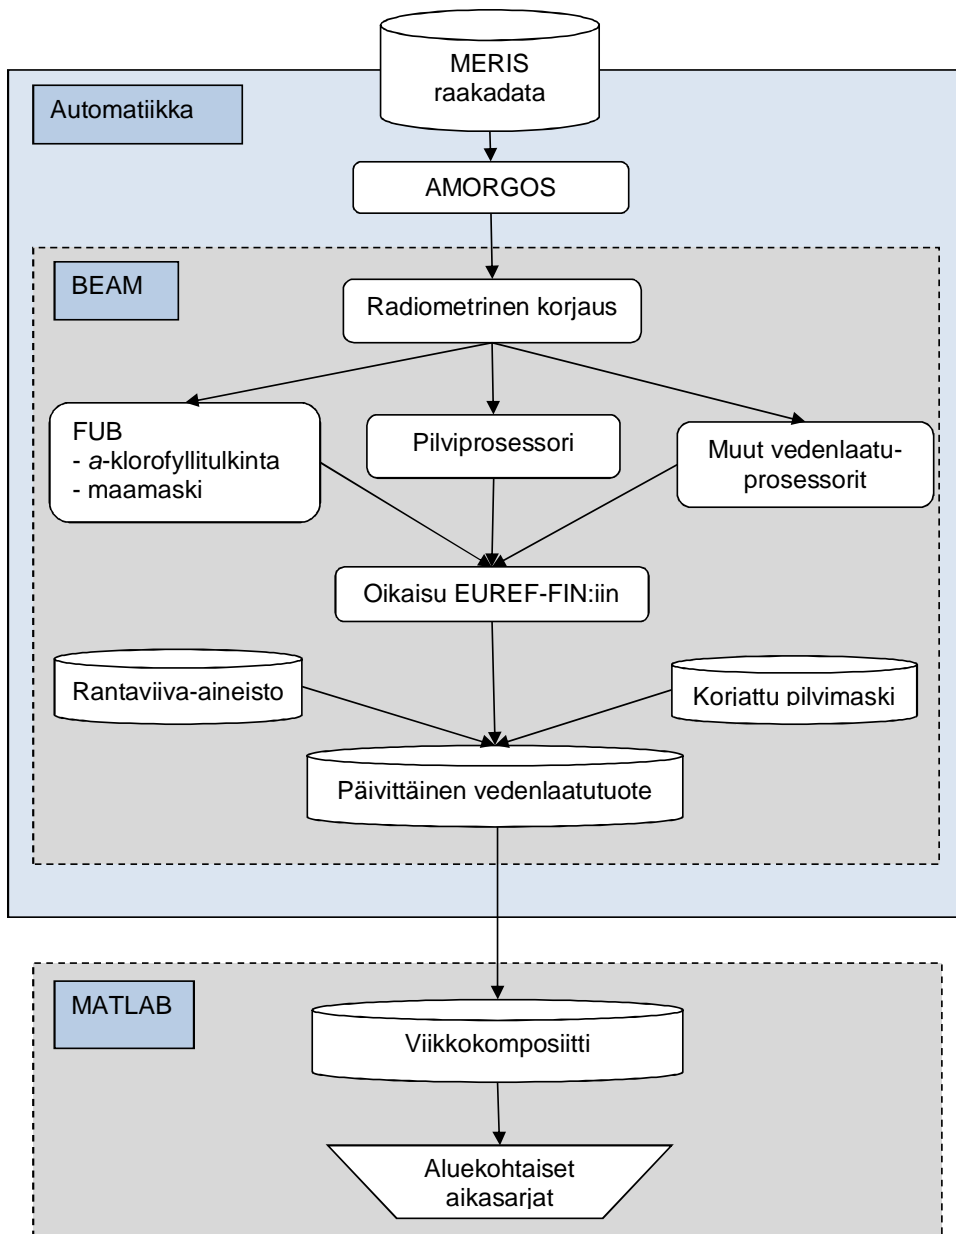 MERIS
raakadata
Automatiikka
AMORGOS
BEAM
Radiometrinen korjaus
FUB
- a-klorofyllitulkinta
- maamaski
Pilviprosessori
Muut vedenlaatu-
prosessorit
Oikaisu EUREF-FIN:iin
Rantaviiva-aineisto
Korjattu pilvimaski
Päivittäinen vedenlaatutuote
MATLAB
Viikkokomposiitti
Aluekohtaiset
aikasarjat